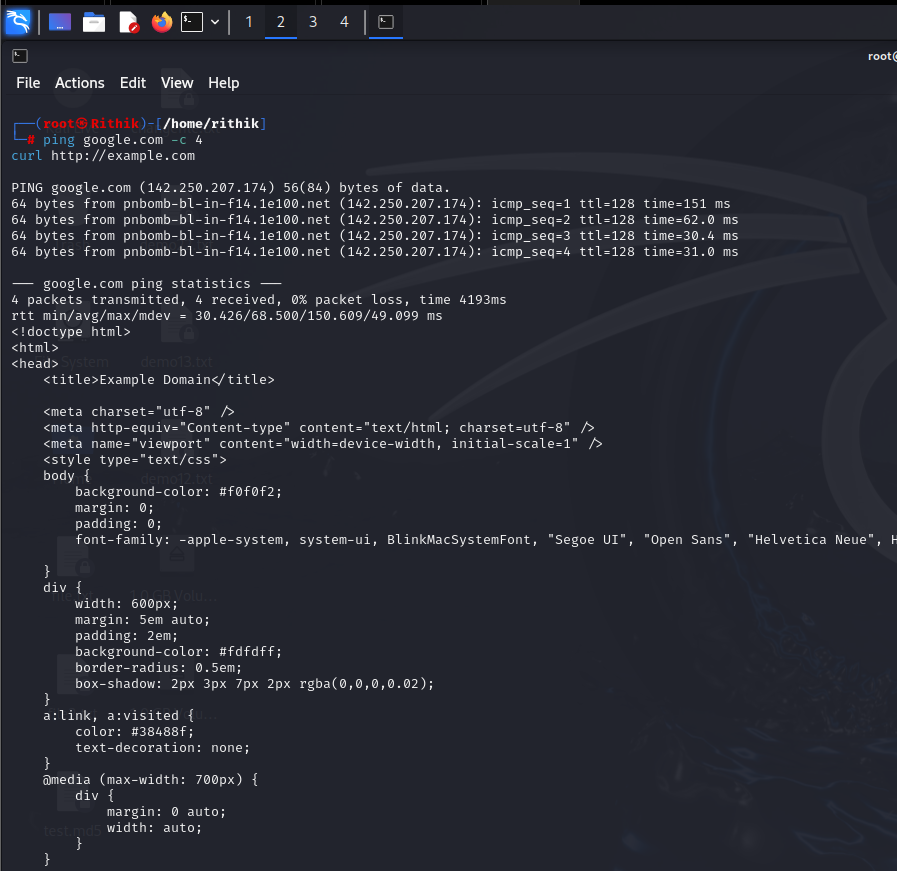 1 2 3 4
root@
File Actions Edit View Help
┌──(root㉿Rithik)-[/home/rithik]
└─# ping google.com -c 4
curl http://example.com
PING google.com (142.250.207.174) 56(84) bytes of data.
64 bytes from pnbomb-bl-in-f14.1e100.net (142.250.207.174): icmp_seq=1 ttl=128 time=151 ms
64 bytes from pnbomb-bl-in-f14.1e100.net (142.250.207.174): icmp_seq=2 ttl=128 time=62.0 ms
64 bytes from pnbomb-bl-in-f14.1e100.net (142.250.207.174): icmp_seq=3 ttl=128 time=30.4 ms
64 bytes from pnbomb-bl-in-f14.1e100.net (142.250.207.174): icmp_seq=4 ttl=128 time=31.0 ms
--- google.com ping statistics ---
4 packets transmitted, 4 received, 0% packet loss, time 4193ms
rtt min/avg/max/mdev = 30.426/68.500/150.609/49.099 ms
<!doctype html>
<html>
<head>
System demo13.txt
    <title>Example Domain</title>
    <meta charset="utf-8" />
    <meta http-equiv="Content-type" content="text/html; charset=utf-8" />
    <meta name="viewport" content="width=device-width, initial-scale=1" />
    <style type="text/css">
    body {
demo12.txt
        background-color: #f0f0f2;
        margin: 0;
        padding: 0;
        font-family: -apple-system, system-ui, BlinkMacSystemFont, "Segoe UI", "Open Sans", "Helvetica Neue", H
    }
    div {
        width: 600px;
        margin: 5em auto;
        padding: 2em;
        background-color: #fdfdff;
        border-radius: 0.5em;
        box-shadow: 2px 3px 7px 2px rgba(0,0,0,0.02);
    }
    a:link, a:visited {
        color: #38488f;
        text-decoration: none;
    }
    @media (max-width: 700px) {
        div {
            margin: 0 auto;
            width: auto;
test.md5
        }
    }